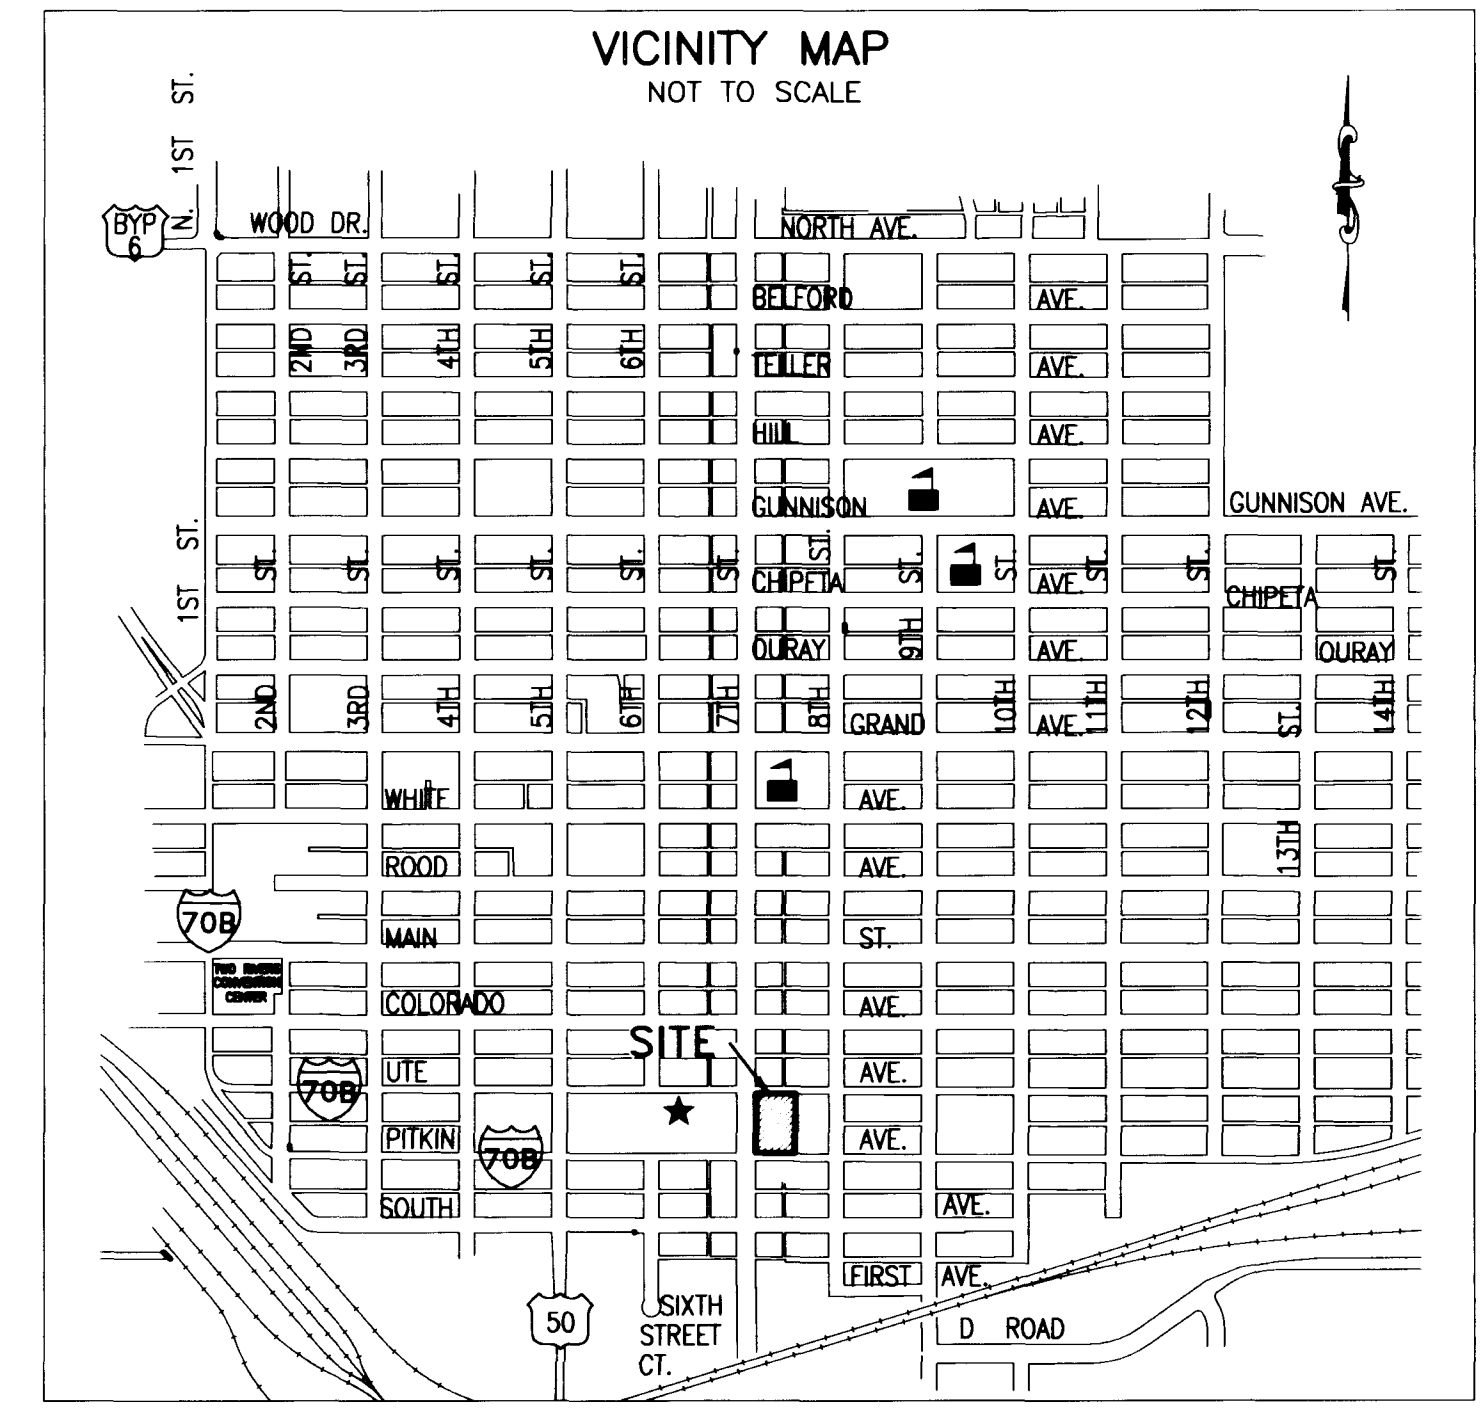 VICINITY MAP
NOT TO SCALE
N. 1ST ST.
BYP
6
WOOD DR.
NORTH AVE.
2ND ST.
3RD ST.
4TH ST.
5TH ST.
6TH ST.
BELFORD AVE.
TELLER AVE.
HILL AVE.
GUNNISON AVE.
GUNNISON AVE.
1ST ST.
2ND ST.
3RD ST.
4TH ST.
5TH ST.
6TH ST.
7TH ST.
8TH ST.
9TH ST.
10TH ST.
11TH ST.
12TH ST.
13TH ST.
14TH ST.
CHIPETA AVE.
CHIPETA
OURAY AVE.
OURAY
GRAND AVE.
WHITE AVE.
ROOD AVE.
70B
MAIN ST.
TWO RIVERS
CONVENTION
CENTER
COLORADO AVE.
SITE
UTE AVE.
70B
PITKIN AVE.
70B
SOUTH AVE.
FIRST AVE.
50
SIXTH
STREET
CT.
D ROAD